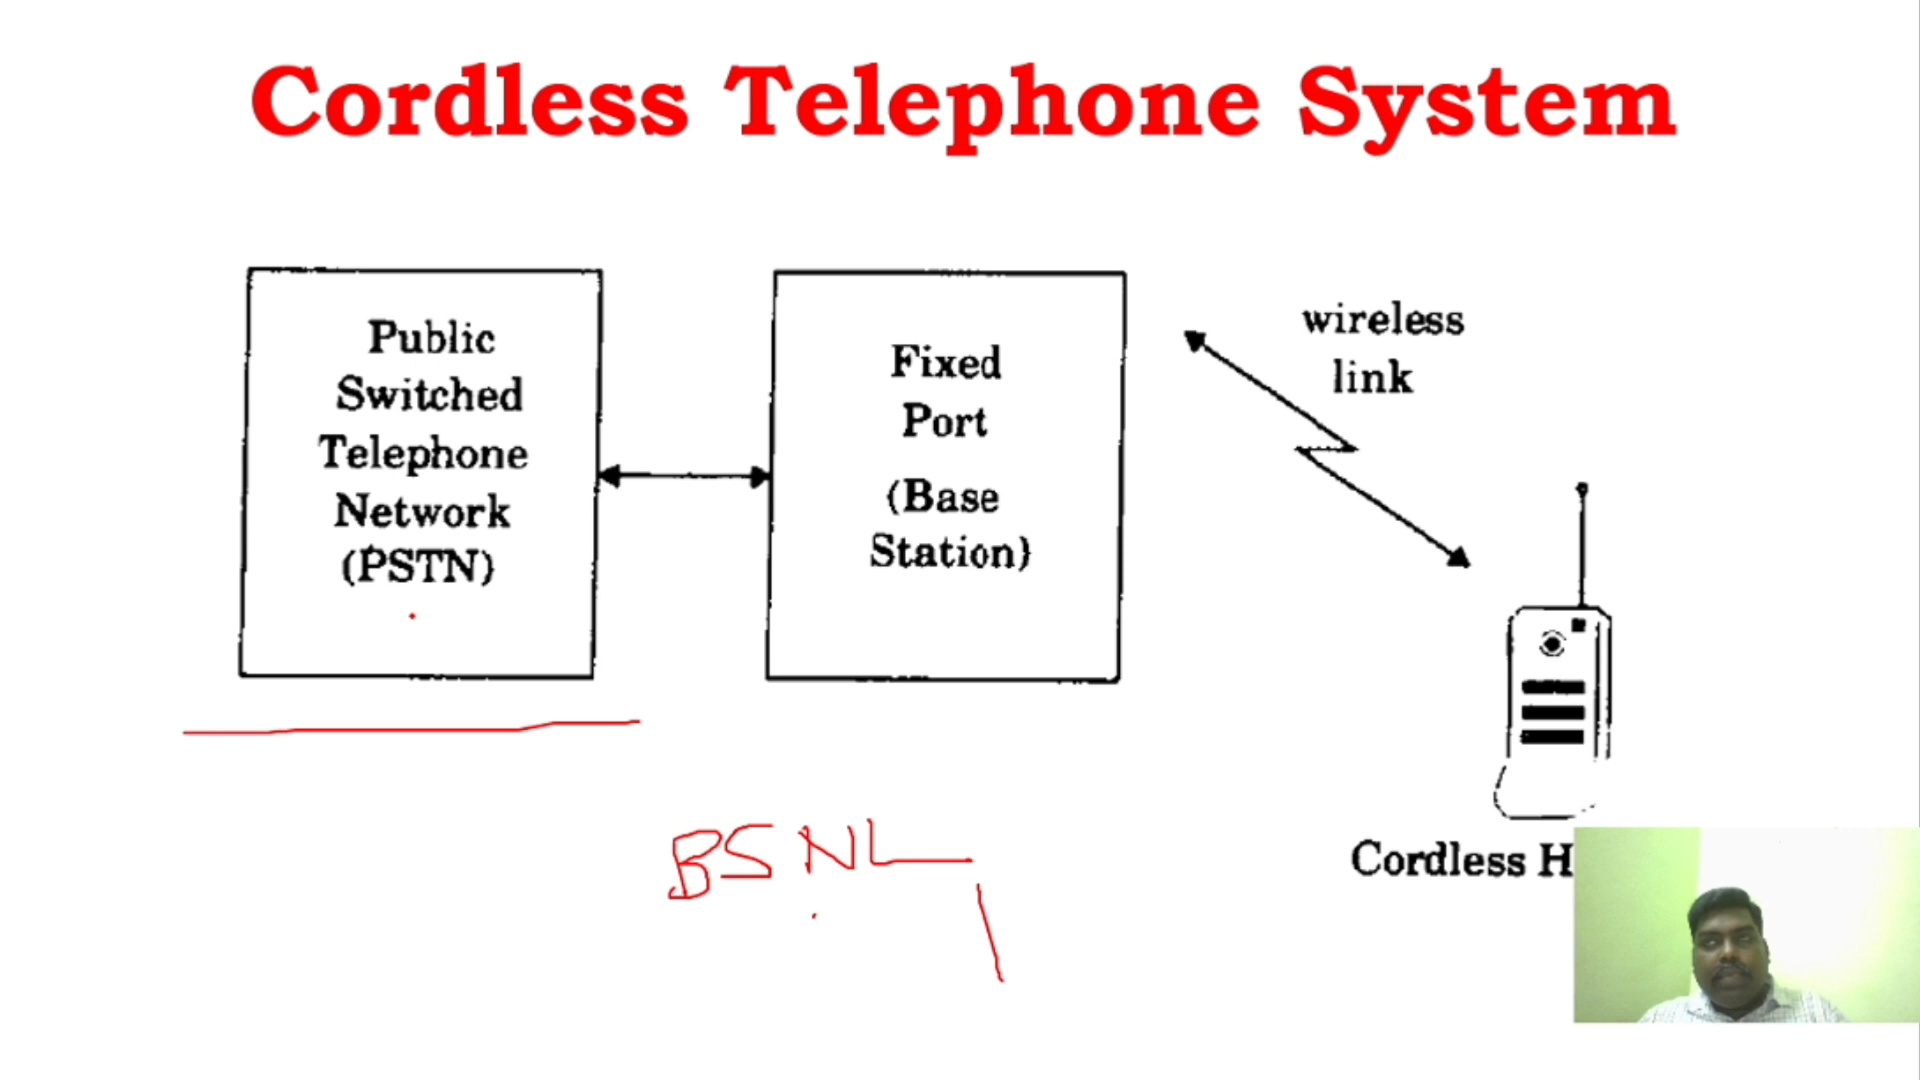 Cordless Telephone System
Public
Switched
Telephone
Network
(PSTN)
Fixed
Port
(Base
Station)
wireless
link
Cordless H
BSNL